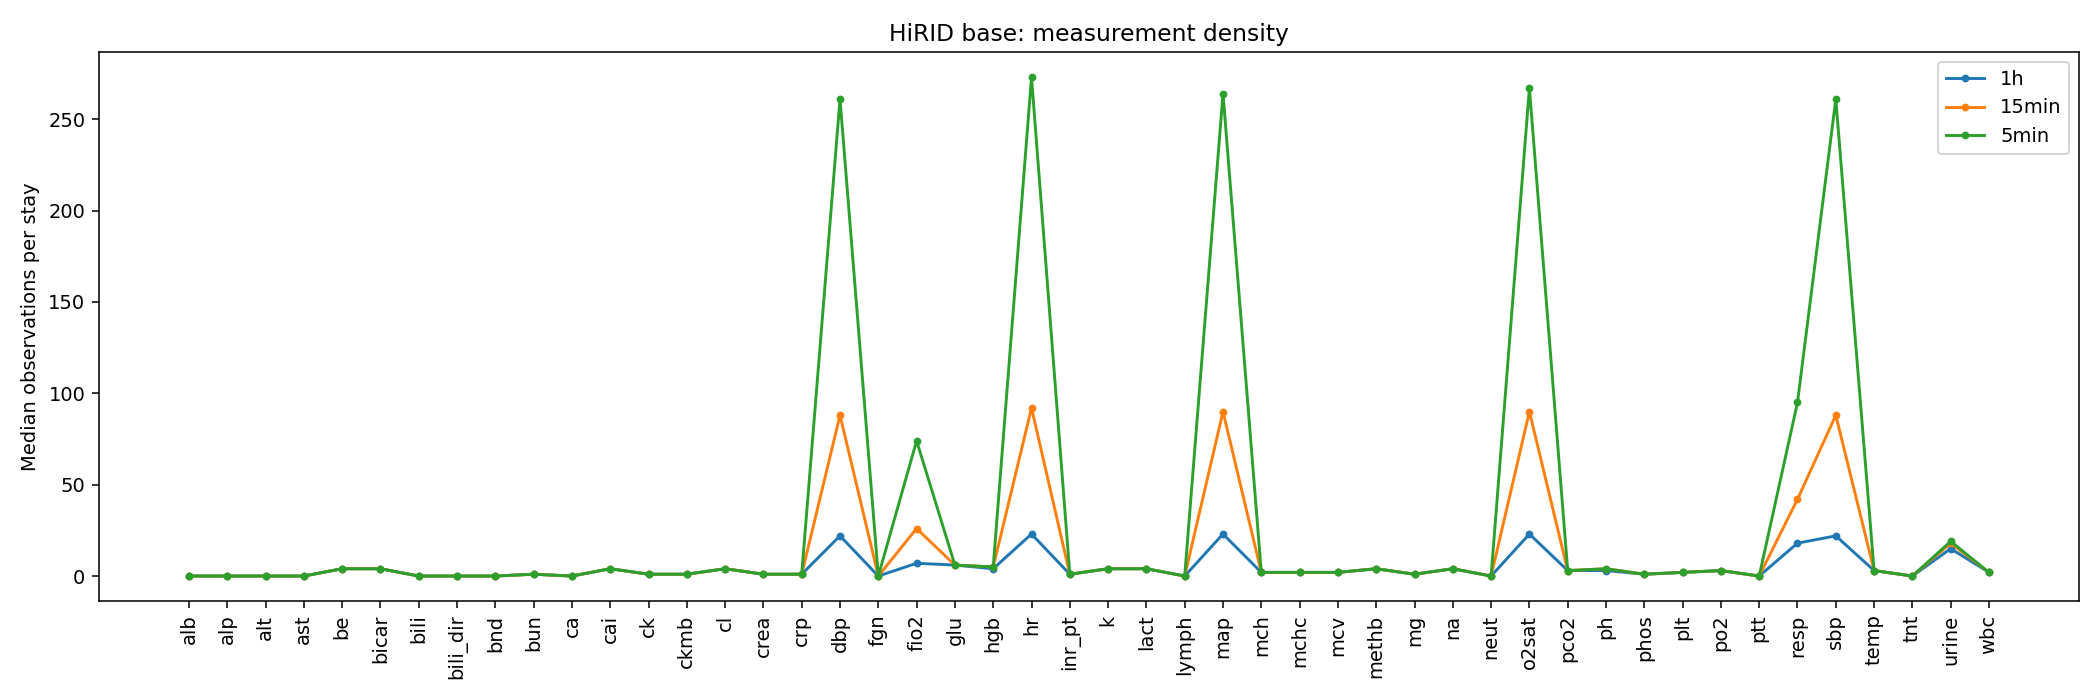 HiRID base: measurement density
Median observations per stay
250
200
150
100
50
0
1h
15min
5min
alb
alp
alt
ast
be
bicar
bili
bili_dir
bnd
bun
ca
cai
ck
ckmb
cl
crea
crp
dbp
fgn
fio2
glu
hgb
hr
inr_pt
k
lact
lymph
map
mch
mchc
mcv
methb
mg
na
neut
o2sat
pco2
ph
phos
plt
po2
ptt
resp
sbp
temp
tnt
urine
wbc